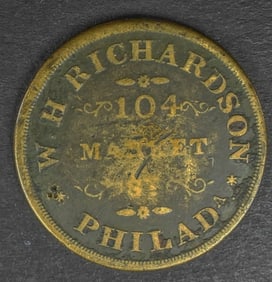 W H RICHARDSON
104
MARKET
St
PHILADA